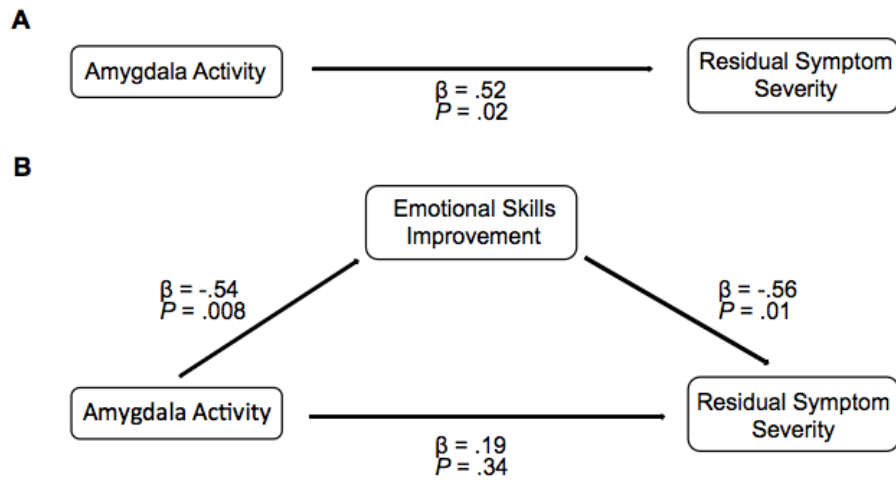 A
Amygdala Activity
Residual Symptom
Severity
β = .52
P = .02
B
Emotional Skills
Improvement
β = -.54
P = .008
β = -.56
P = .01
Amygdala Activity
Residual Symptom
Severity
β = .19
P = .34